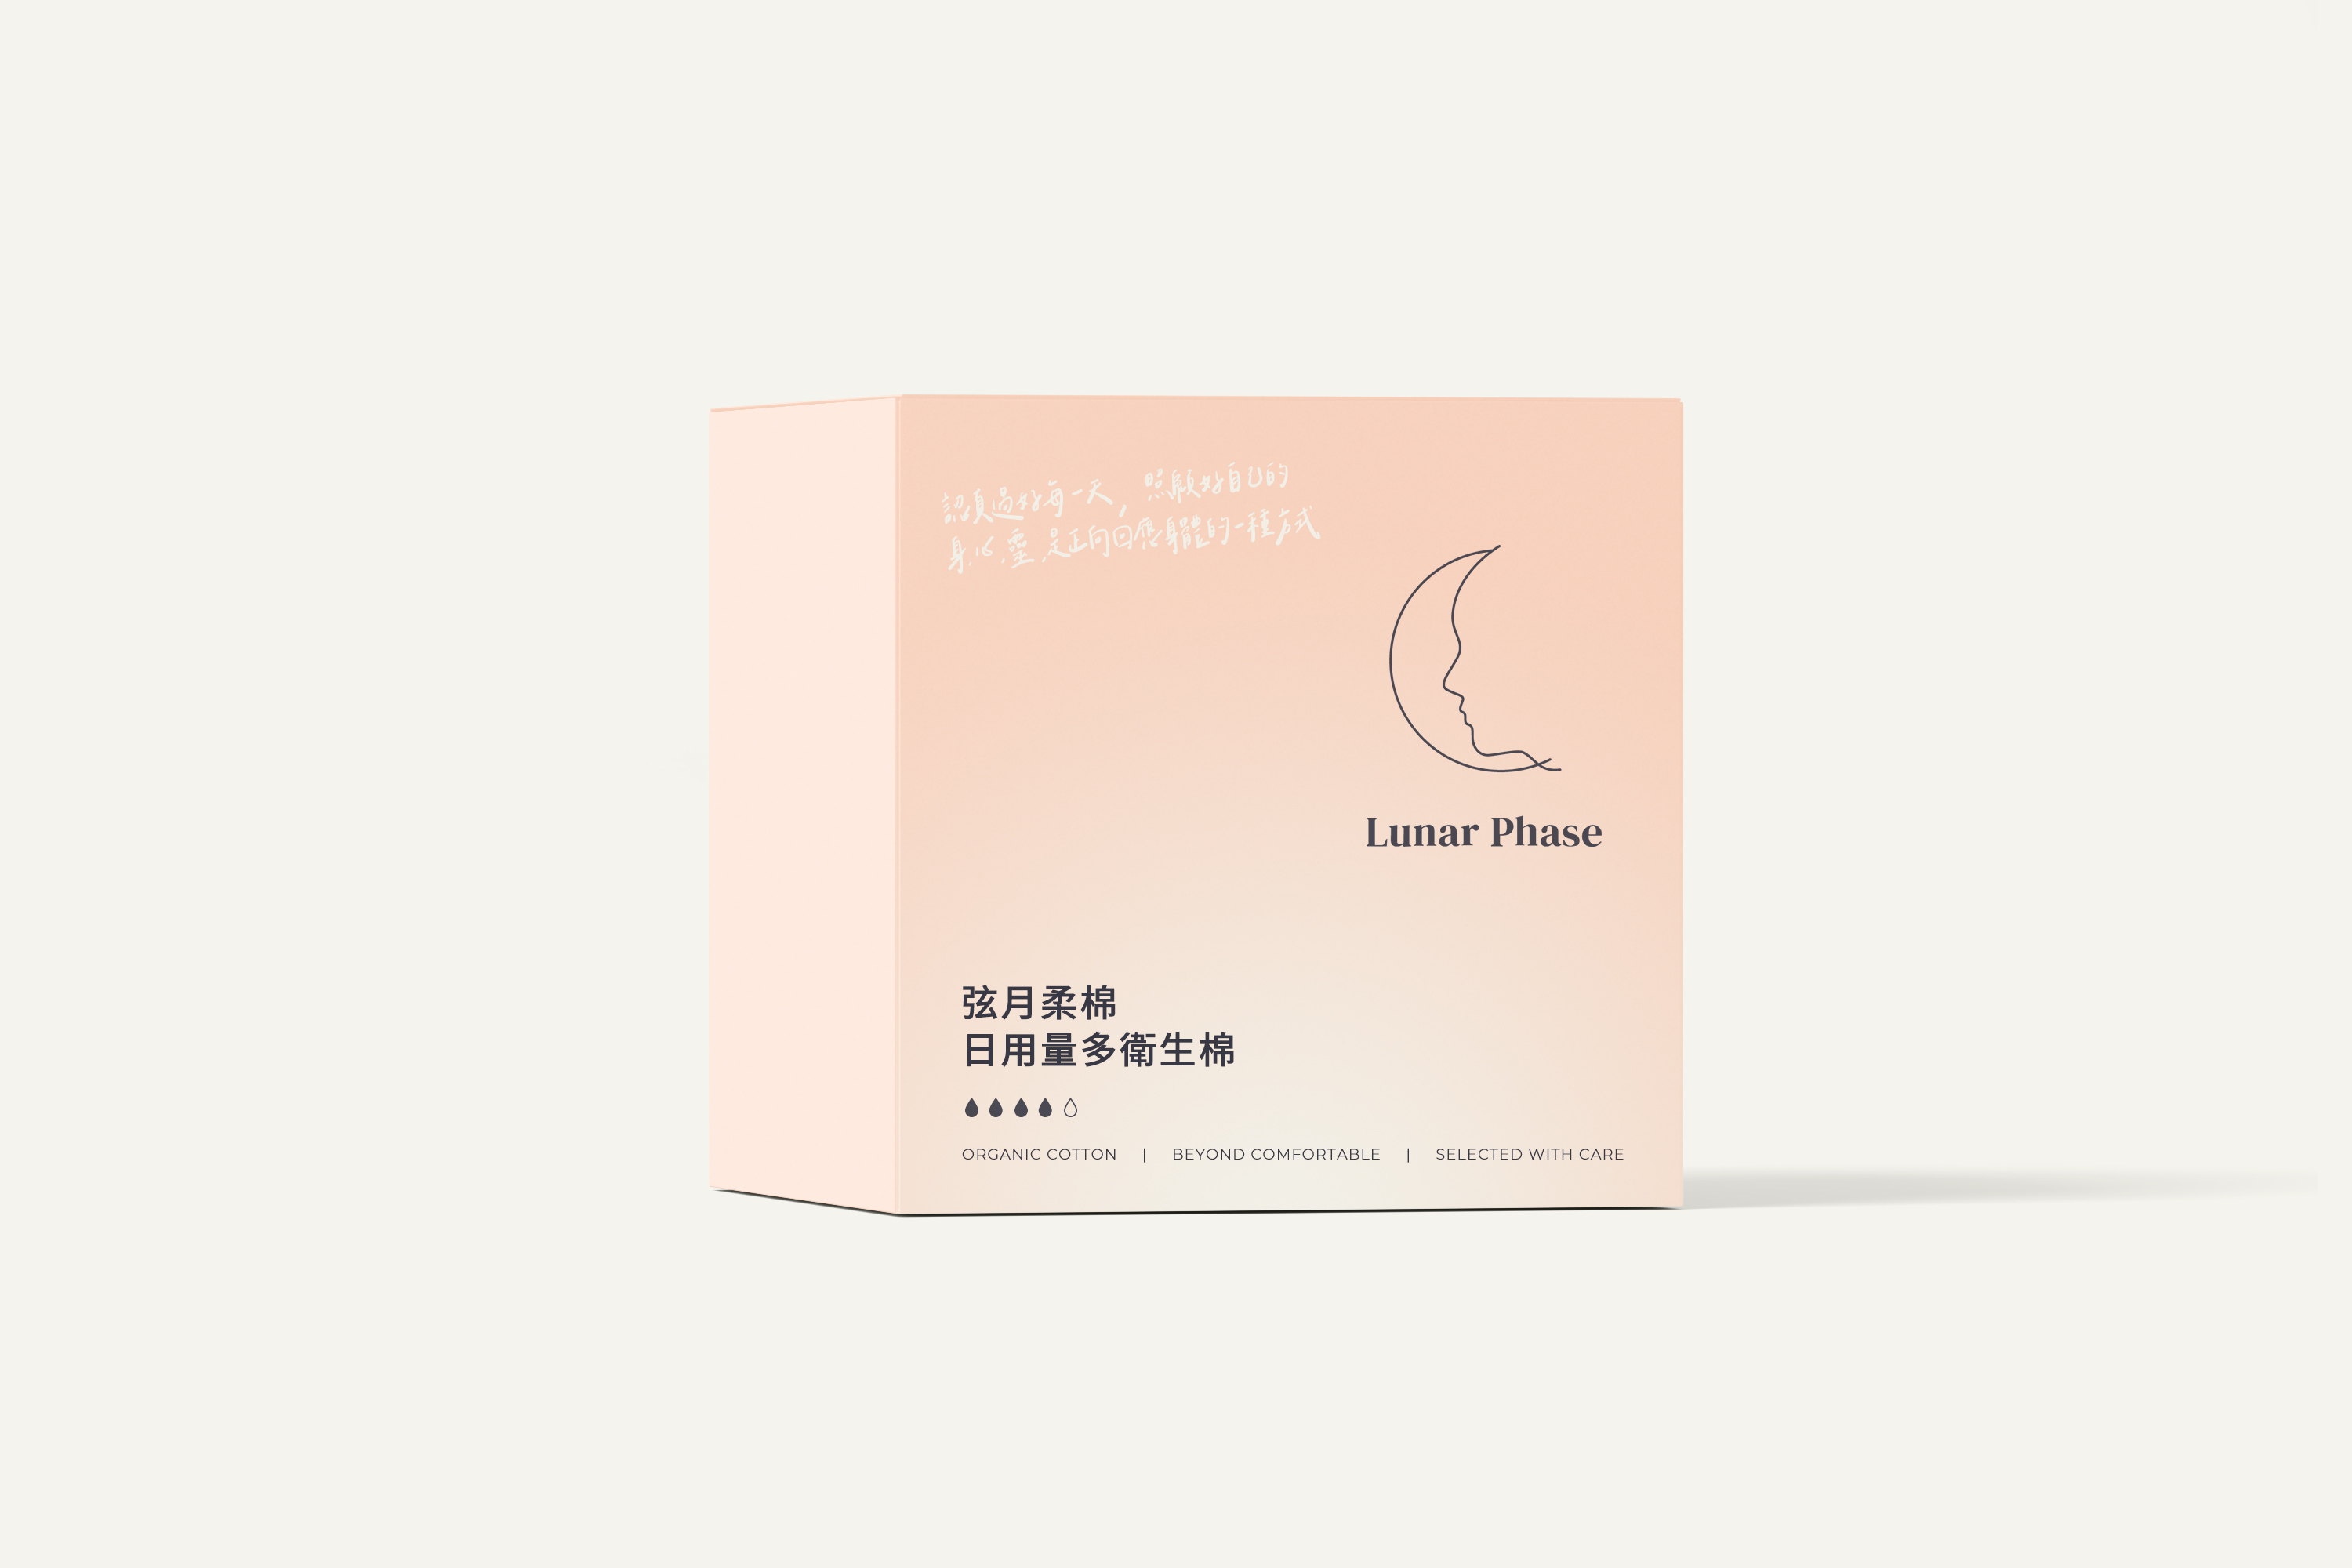 認真過好每一天，照顧好自己的
身、心、靈，是正向回應身體的一種方式
Lunar Phase
弦月柔棉
日用量多衛生棉
ORGANIC COTTON | BEYOND COMFORTABLE | SELECTED WITH CARE